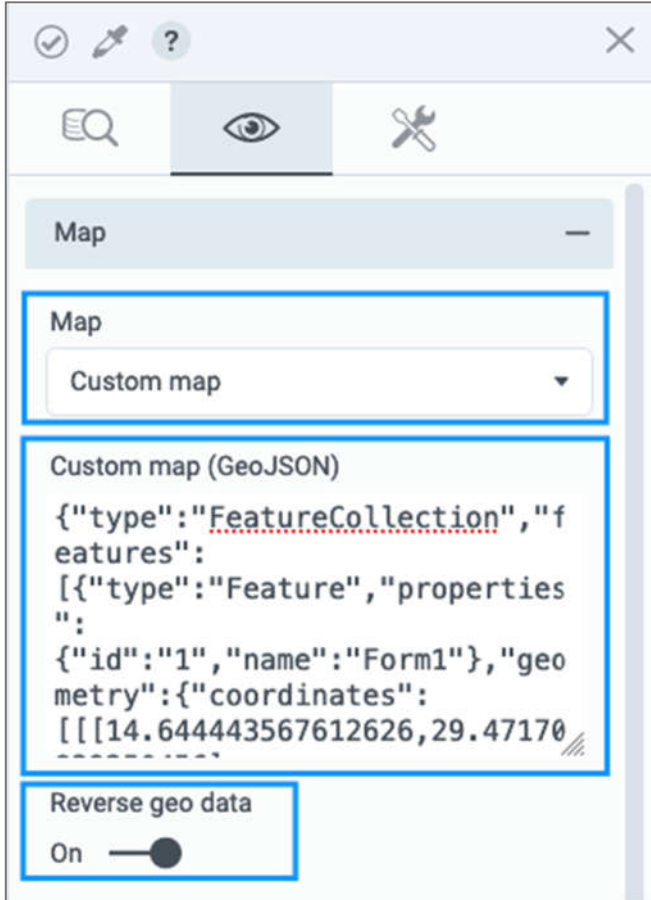 ?
Map
Map
Custom map
Custom map (GeoJSON)
{"type":"FeatureCollection","f
eatures":
[{"type":"Feature","properties
":
{"id":"1","name":"Form1"},"geo
metry":{"coordinates":
[[[14.644443567612626,29.47170
Reverse geo data
On